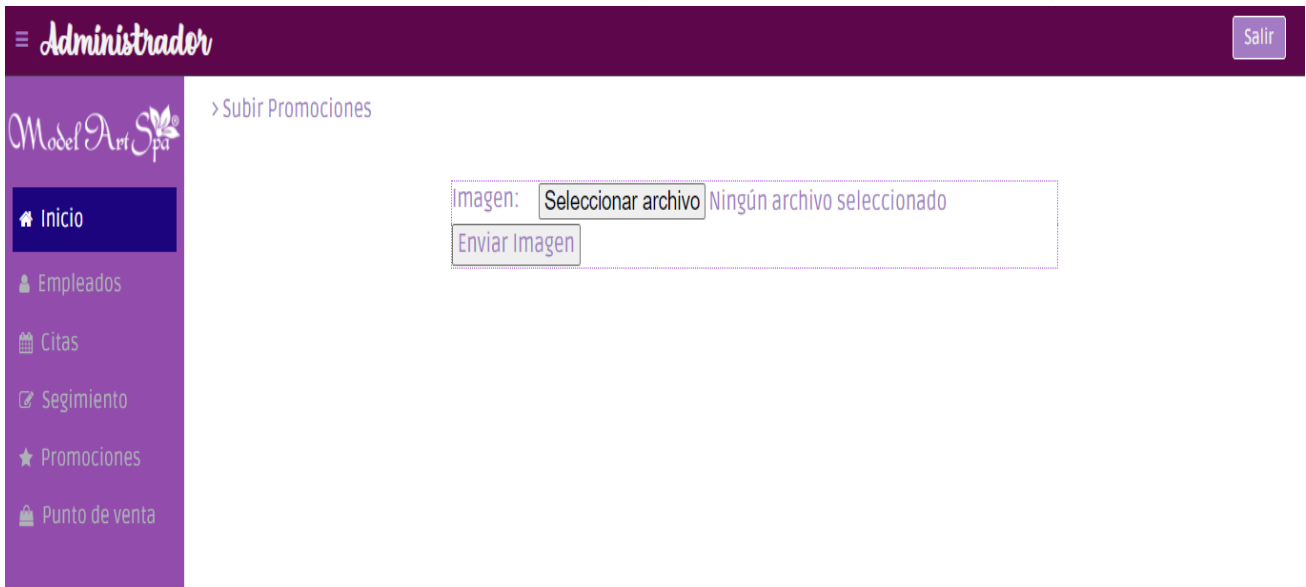 Administrador
Salir
Model Art Spa®
> Subir Promociones
Imagen: Seleccionar archivo Ningún archivo seleccionado
Enviar Imagen
Inicio
Empleados
Citas
Segimiento
Promociones
Punto de venta